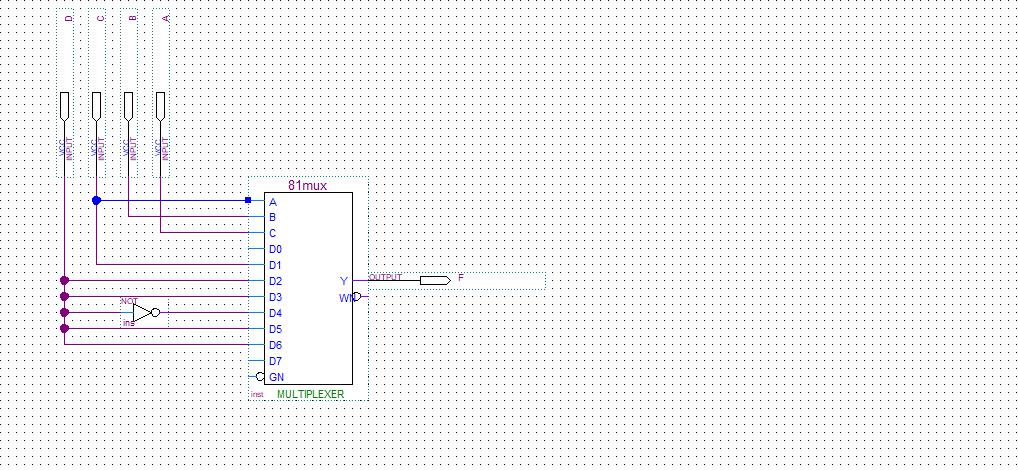 D
C
B
A
VCC
INPUT
VCC
INPUT
VCC
INPUT
VCC
INPUT
81mux
A
B
C
D0
D1
D2
D3
D4
D5
D6
D7
GN
Y
WN
OUTPUT
F
NOT
ins
inst
MULTIPLEXER